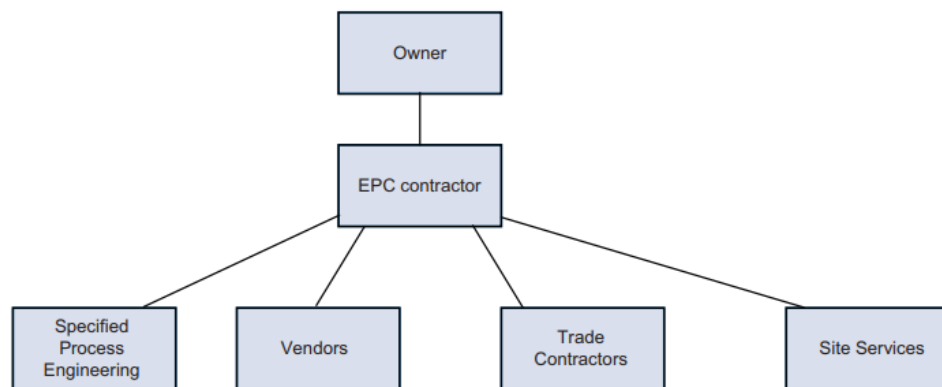 Owner
EPC contractor
Specified
Process
Engineering
Vendors
Trade
Contractors
Site Services